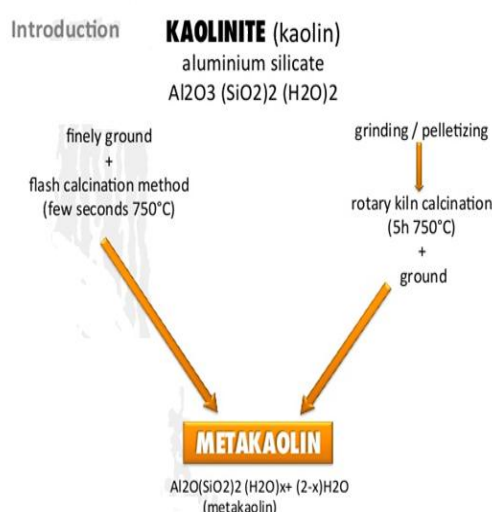 Introduction
KAOLINITE (kaolin)
aluminium silicate
Al2O3 (SiO2)2 (H2O)2
finely ground
+
flash calcination method
(few seconds 750°C)
grinding / pelletizing
rotary kiln calcination
(5h 750°C)
+
ground
METAKAOLIN
Al2O(SiO2)2 (H2O)x+ (2-x)H2O
(metakaolin)